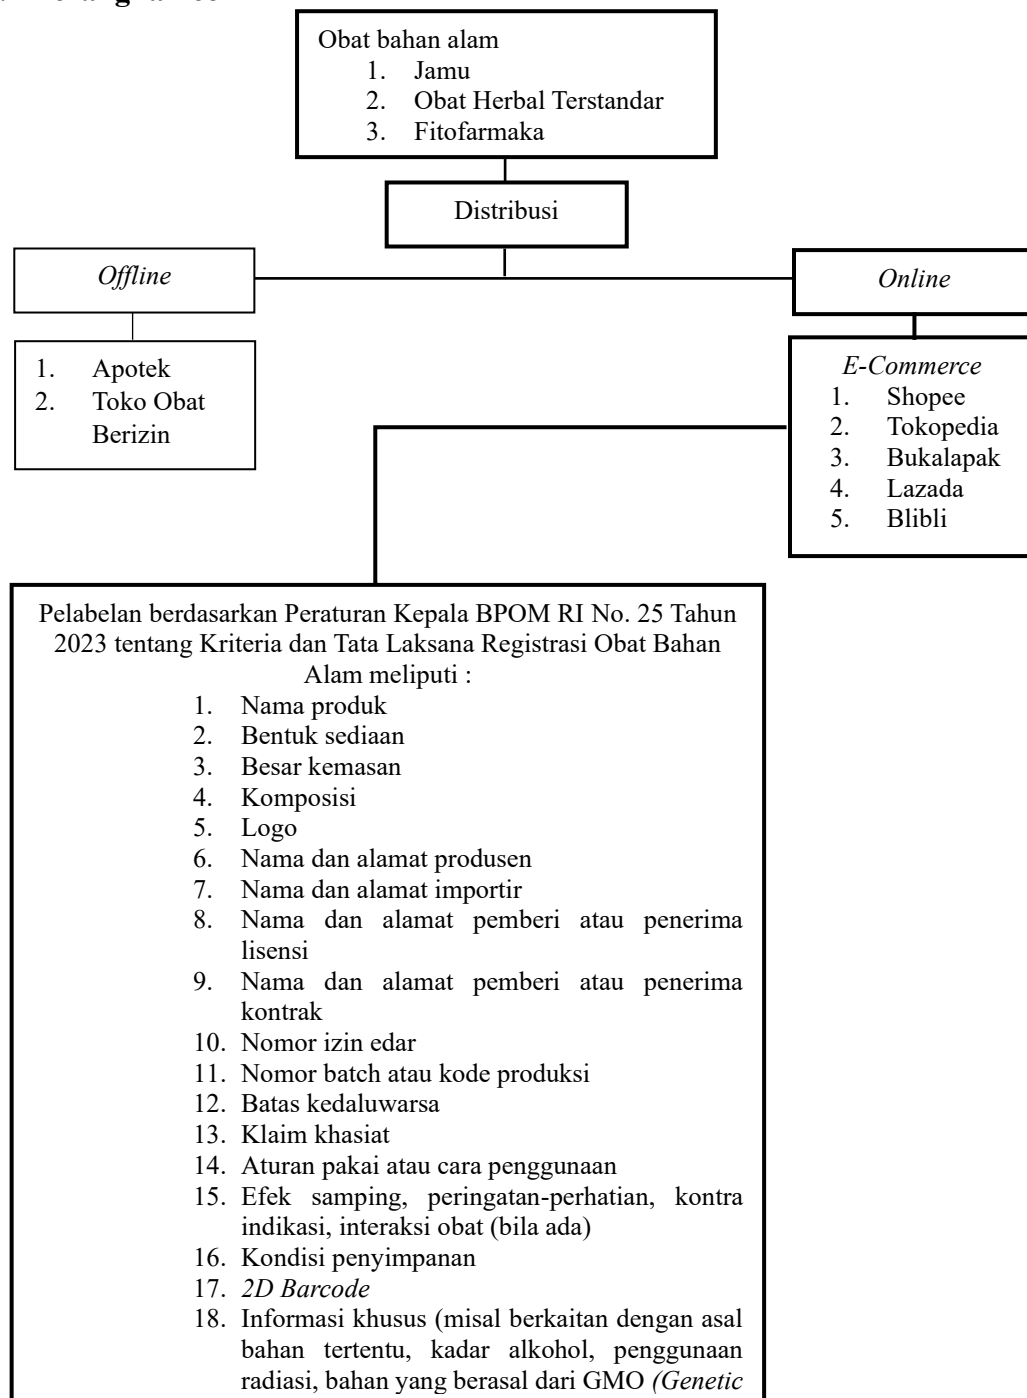 Obat bahan alam
1. Jamu
2. Obat Herbal Terstandar
3. Fitofarmaka
Distribusi
Offline
Online
1. Apotek
2. Toko Obat
Berizin
E-Commerce
1. Shopee
2. Tokopedia
3. Bukalapak
4. Lazada
5. Blibli
Pelabelan berdasarkan Peraturan Kepala BPOM RI No. 25 Tahun
2023 tentang Kriteria dan Tata Laksana Registrasi Obat Bahan
Alam meliputi :
1. Nama produk
2. Bentuk sediaan
3. Besar kemasan
4. Komposisi
5. Logo
6. Nama dan alamat produsen
7. Nama dan alamat importir
8. Nama dan alamat pemberi atau penerima
lisensi
9. Nama dan alamat pemberi atau penerima
kontrak
10. Nomor izin edar
11. Nomor batch atau kode produksi
12. Batas kedaluwarsa
13. Klaim khasiat
14. Aturan pakai atau cara penggunaan
15. Efek samping, peringatan-perhatian, kontra
indikasi, interaksi obat (bila ada)
16. Kondisi penyimpanan
17. 2D Barcode
18. Informasi khusus (misal berkaitan dengan asal
bahan tertentu, kadar alkohol, penggunaan
radiasi, bahan yang berasal dari GMO (Genetic